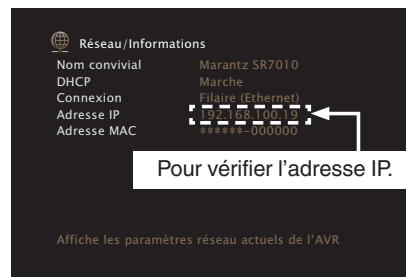 Réseau/Informations
Nom convivial Marantz SR7010
DHCP Marche
Connexion Filaire (Ethernet)
Adresse IP 192.168.100.19
Adresse MAC ******-000000
Pour vérifier l’adresse IP.
Affiche les paramètres réseau actuels de l’AVR